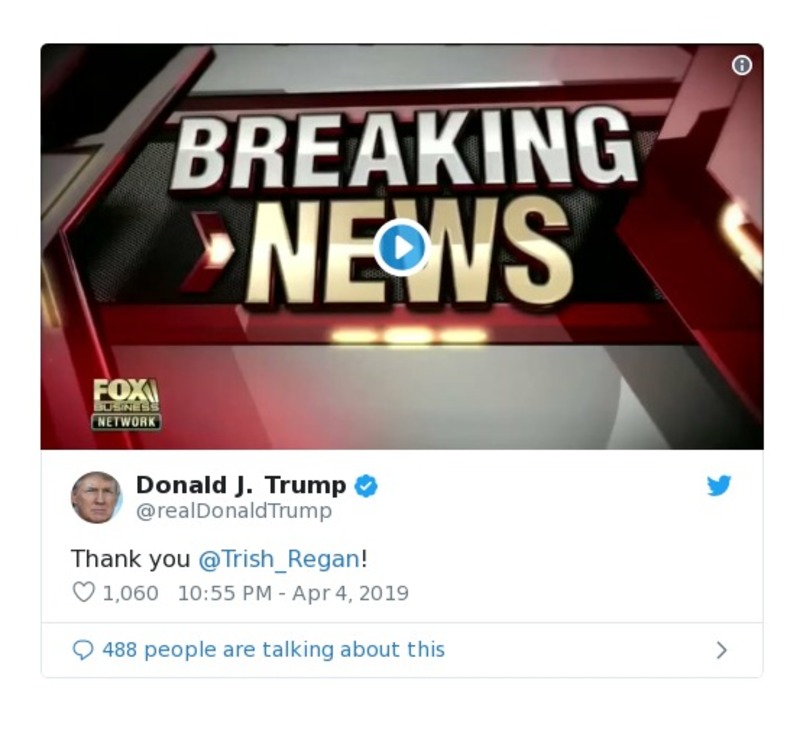 BREAKING
NEWS
FOX
BUSINESS
NETWORK
Donald J. Trump
@realDonaldTrump
Thank you @Trish_Regan!
1,060 10:55 PM - Apr 4, 2019
488 people are talking about this